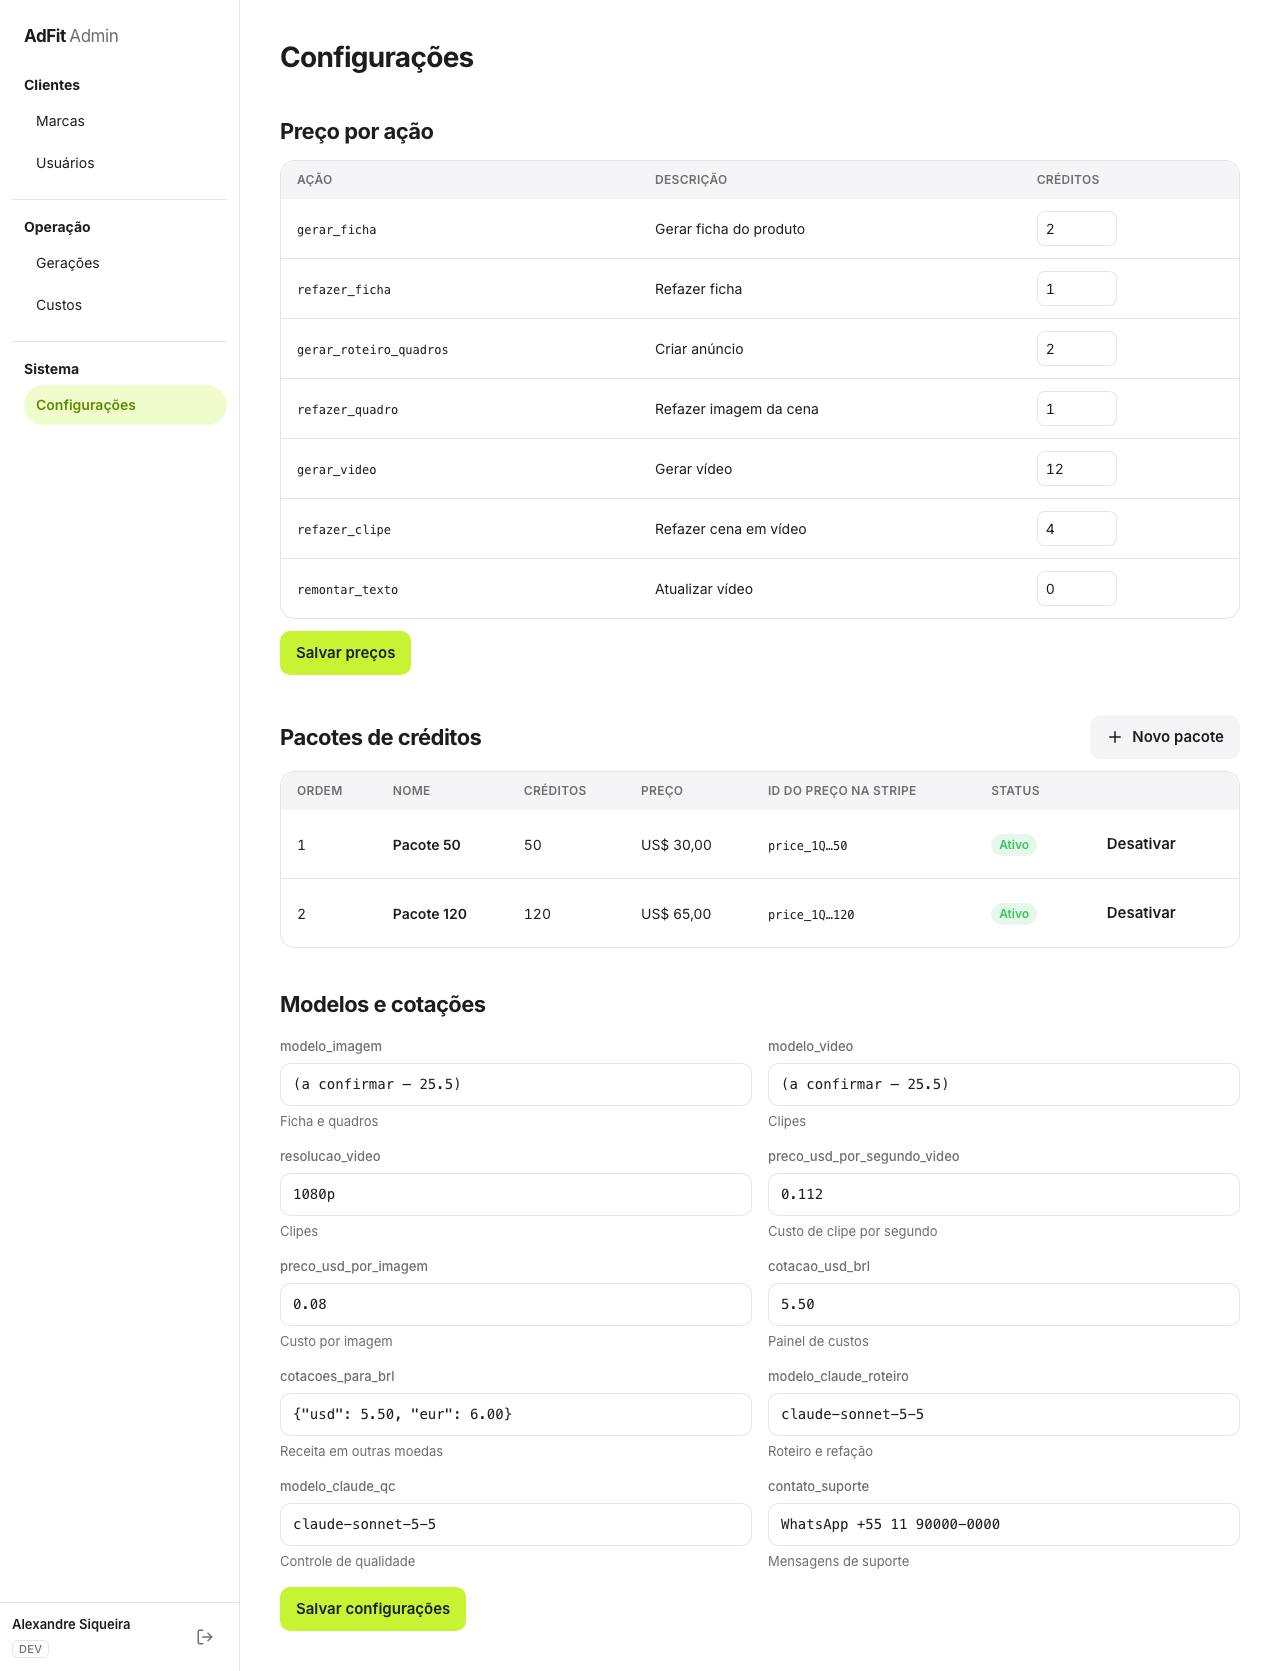 AdFit Admin
Clientes
Marcas
Usuários
Operação
Gerações
Custos
Sistema
Configurações
Alexandre Siqueira
DEV
Configurações
Preço por ação
AÇÃO DESCRIÇÃO CRÉDITOS
gerar_ficha Gerar ficha do produto 2
refazer_ficha Refazer ficha 1
gerar_roteiro_quadros Criar anúncio 2
refazer_quadro Refazer imagem da cena 1
gerar_video Gerar vídeo 12
refazer_clipe Refazer cena em vídeo 4
remontar_texto Atualizar vídeo 0
Salvar preços
Pacotes de créditos
+ Novo pacote
ORDEM NOME CRÉDITOS PREÇO ID DO PREÇO NA STRIPE STATUS
1 Pacote 50 50 US$ 30,00 price_1Q…50 Ativo Desativar
2 Pacote 120 120 US$ 65,00 price_1Q…120 Ativo Desativar
Modelos e cotações
modelo_imagem modelo_video
(a confirmar — 25.5) (a confirmar — 25.5)
Ficha e quadros Clipes
resolucao_video preco_usd_por_segundo_video
1080p 0.112
Clipes Custo de clipe por segundo
preco_usd_por_imagem cotacao_usd_brl
0.08 5.50
Custo por imagem Painel de custos
cotacoes_para_brl modelo_claude_roteiro
{"usd": 5.50, "eur": 6.00} claude-sonnet-5-5
Receita em outras moedas Roteiro e refação
modelo_claude_qc contato_suporte
claude-sonnet-5-5 WhatsApp +55 11 90000-0000
Controle de qualidade Mensagens de suporte
Salvar configurações